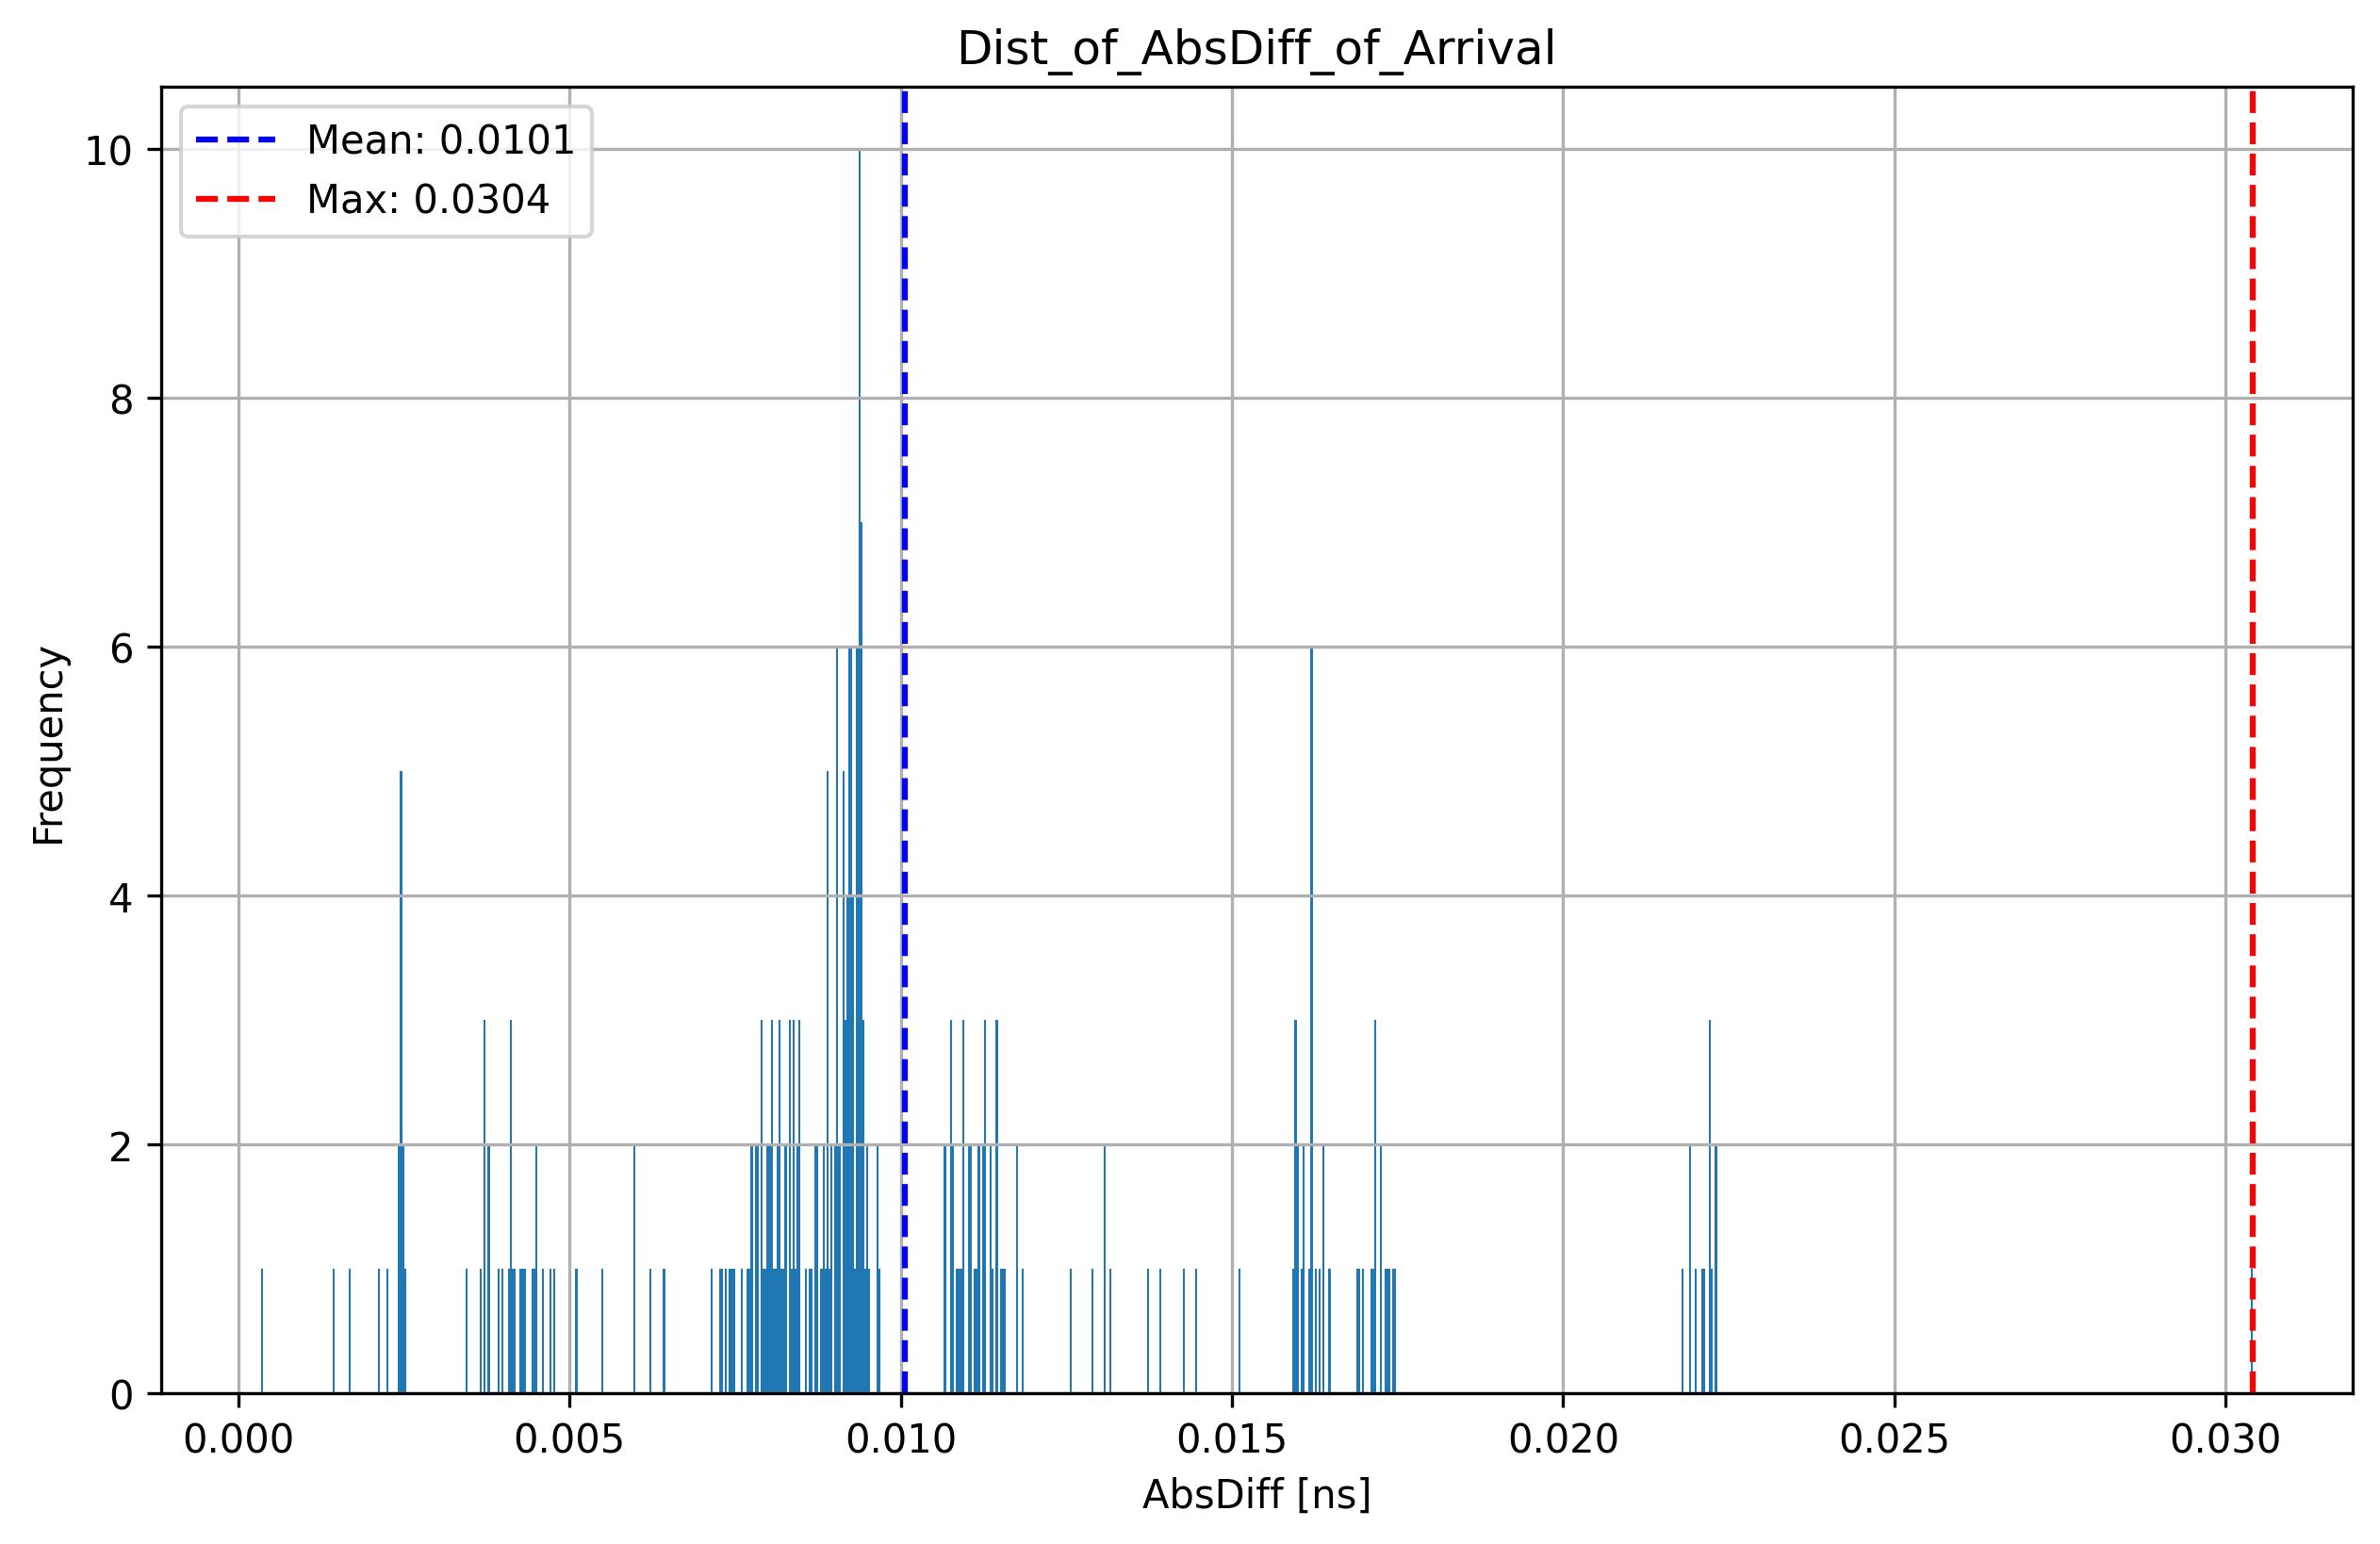 Dist_of_AbsDiff_of_Arrival
Mean: 0.0101
Max: 0.0304
10
8
6
4
2
0
Frequency
0.000 0.005 0.010 0.015 0.020 0.025 0.030
AbsDiff [ns]